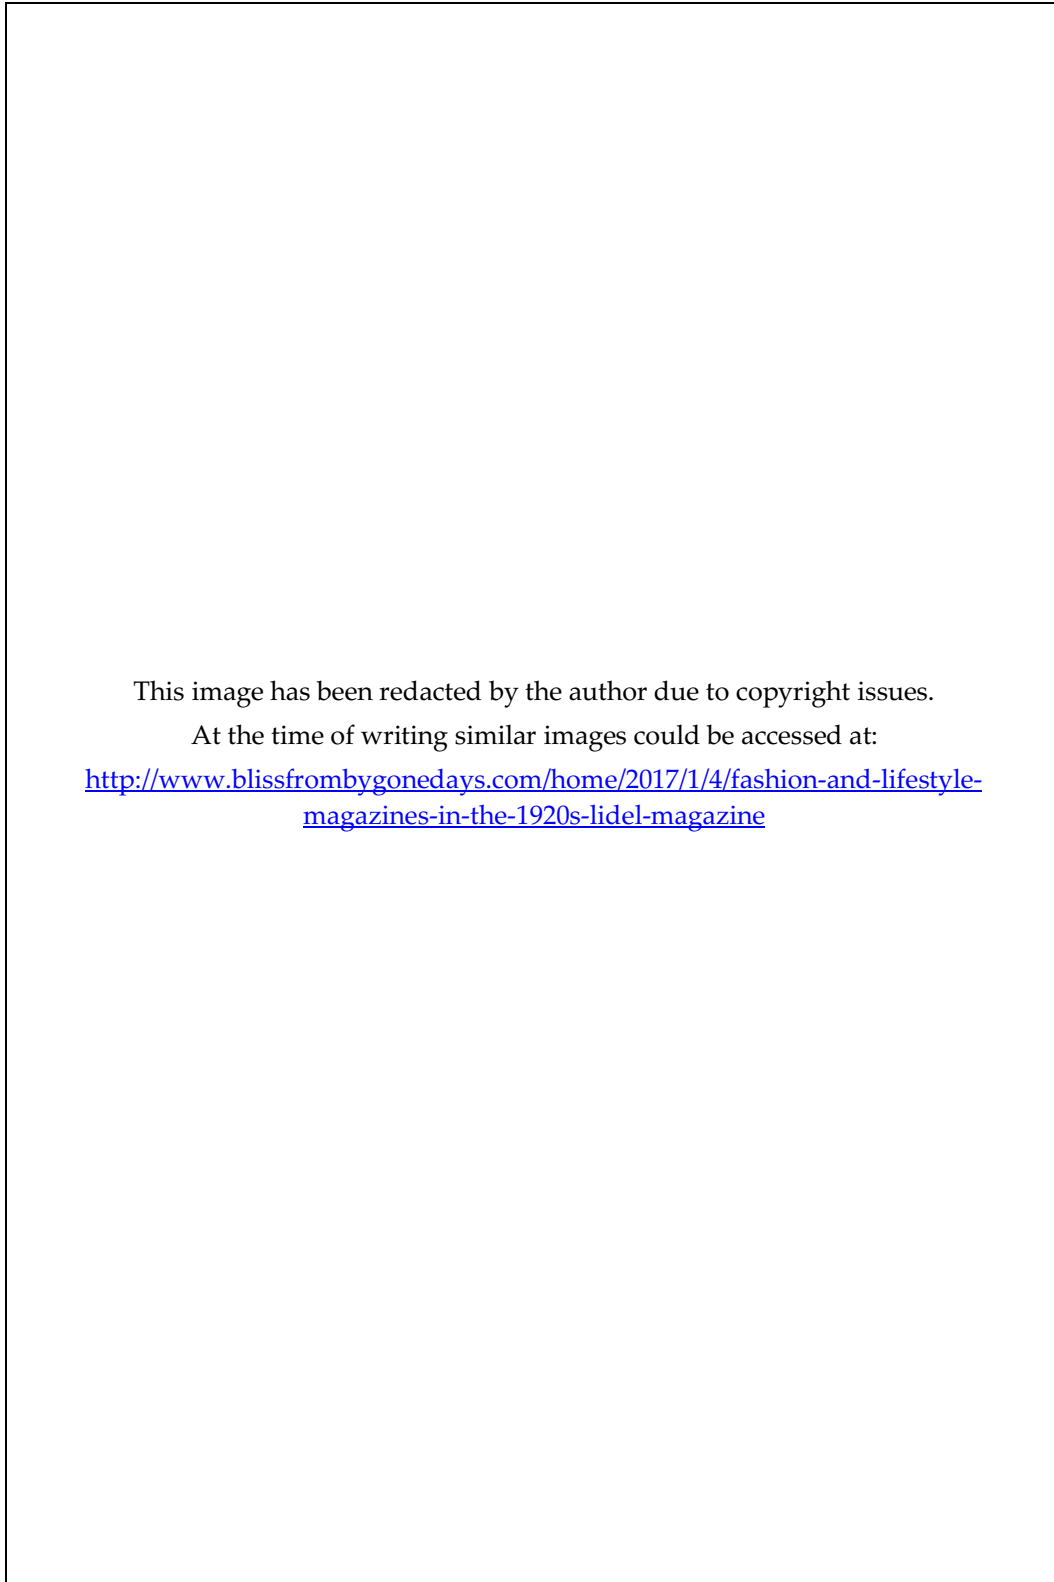 This image has been redacted by the author due to copyright issues.
At the time of writing similar images could be accessed at:
http://www.blissfrombygonedays.com/home/2017/1/4/fashion-and-lifestyle-
magazines-in-the-1920s-lidel-magazine